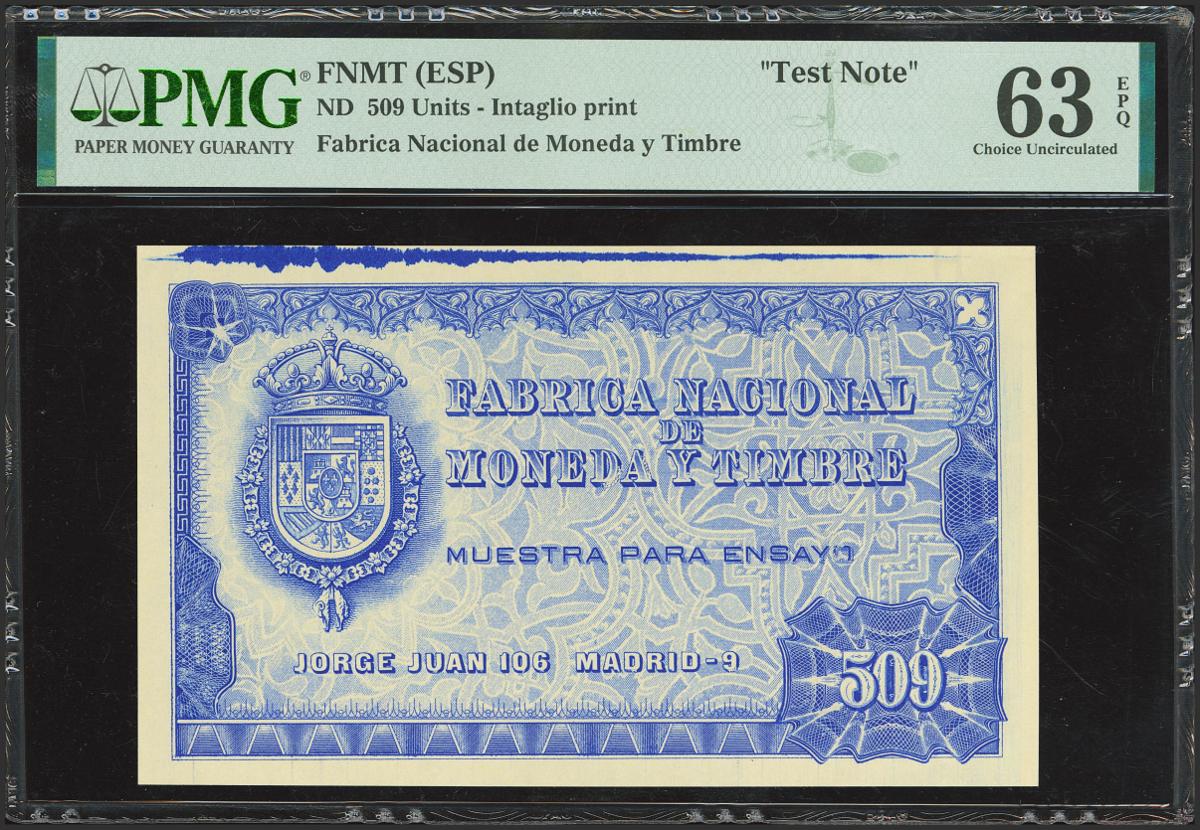 PMG®
PAPER MONEY GUARANTY
FNMT (ESP)
ND 509 Units - Intaglio print
Fabrica Nacional de Moneda y Timbre
"Test Note"
63
EPQ
Choice Uncirculated
FABRICA NACIONAL
DE
MONEDA Y TIMBRE
MUESTRA PARA ENSAYO
JORGE JUAN 106 MADRID-9
509